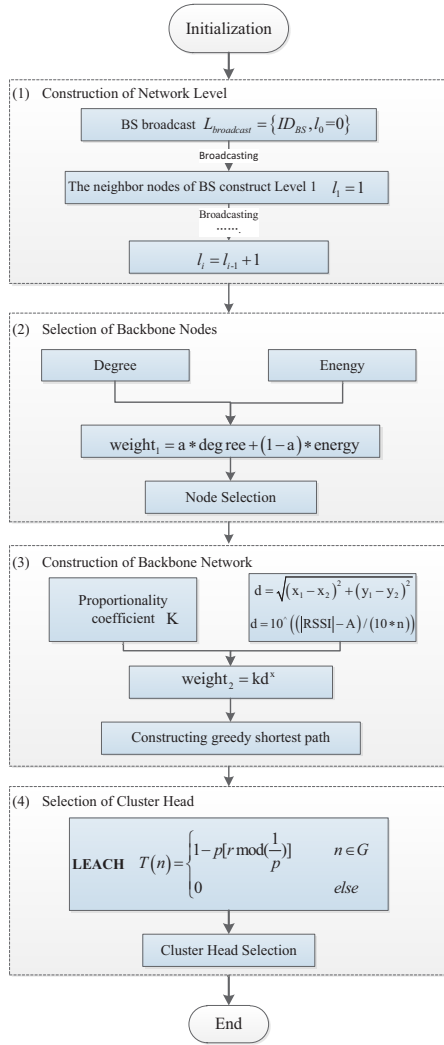 Initialization
(1) Construction of Network Level
BS broadcast L_broadcast = {ID_BS, l_0=0}
Broadcasting
The neighbor nodes of BS construct Level 1 l_1 = 1
Broadcasting
.......
l_i = l_{i-1} + 1
(2) Selection of Backbone Nodes
Degree Energy
weight_1 = a * deg ree + (1 − a) * energy
Node Selection
(3) Construction of Backbone Network
Proportionality
coefficient K
d = √((x_1 − x_2)^2 + (y_1 − y_2)^2)
d = 10^((|RSSI| − A) / (10 * n))
weight_2 = kd^x
Constructing greedy shortest path
(4) Selection of Cluster Head
LEACH T(n) = { 1 − p[r mod(1/p)] n ∈ G
0 else
Cluster Head Selection
End